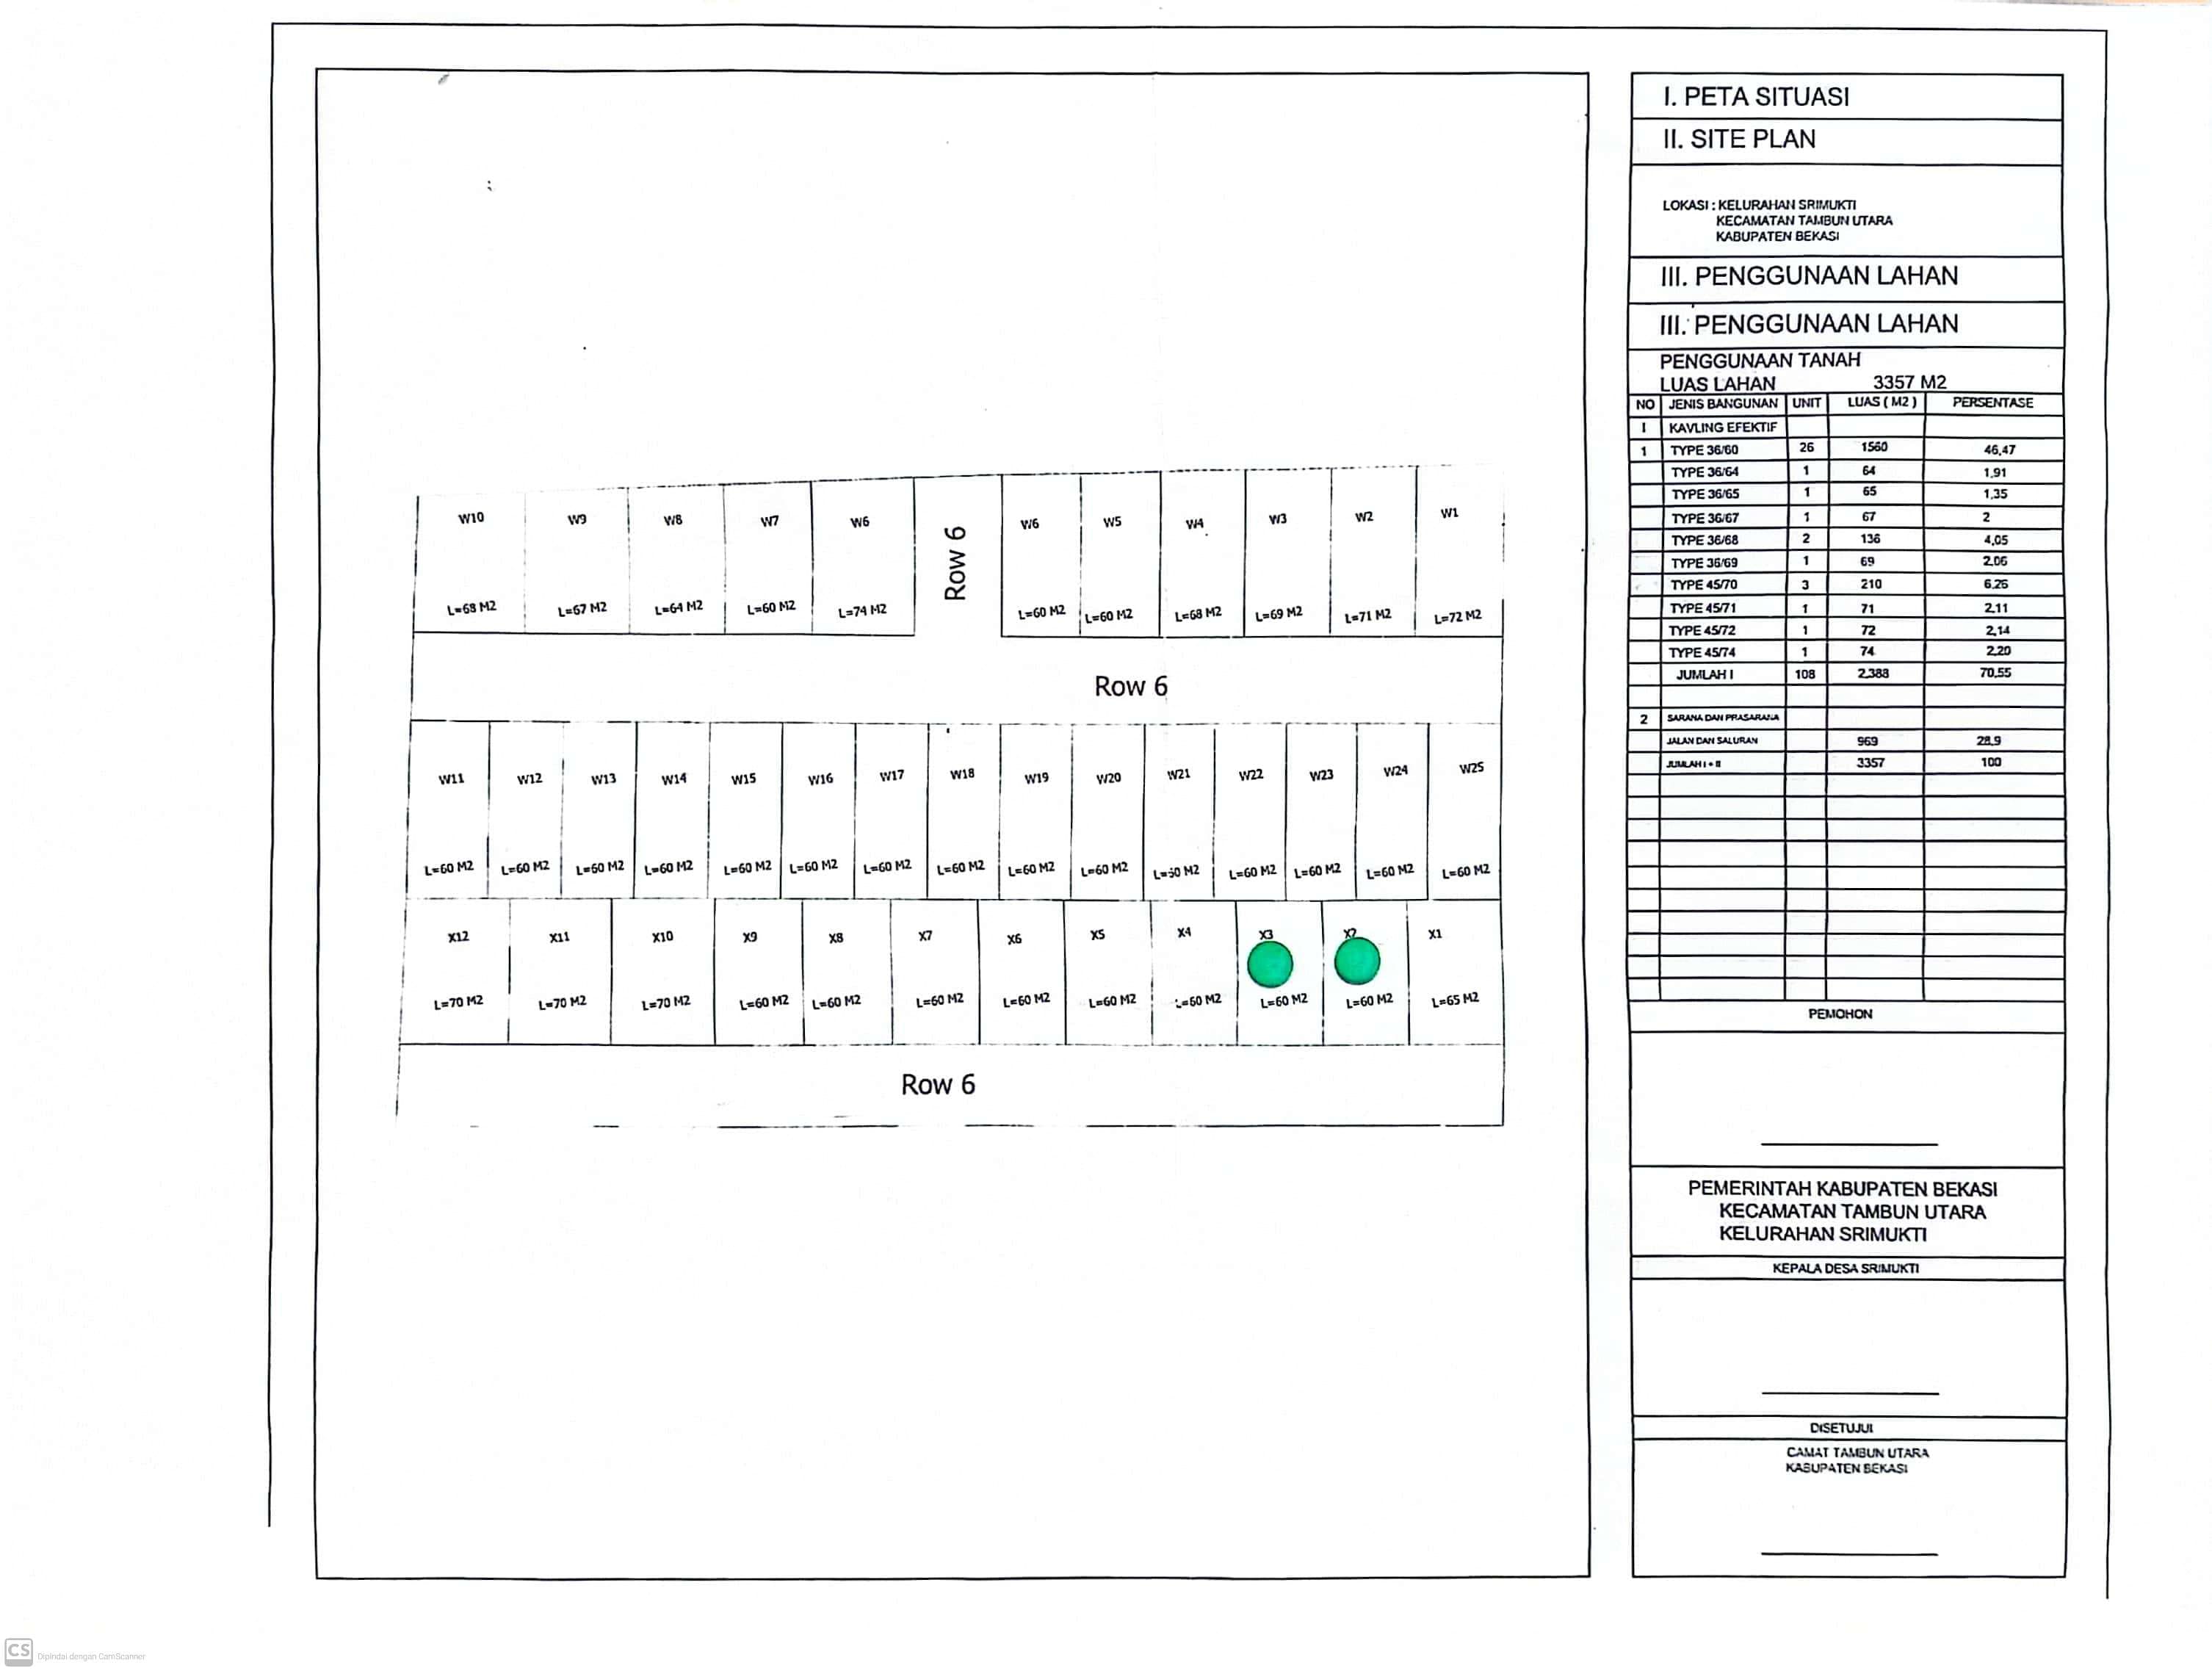 I. PETA SITUASI
II. SITE PLAN
LOKASI : KELURAHAN SRIMUKTI
KECAMATAN TAMBUN UTARA
KABUPATEN BEKASI
III. PENGGUNAAN LAHAN
III. PENGGUNAAN LAHAN
PENGGUNAAN TANAH
LUAS LAHAN 3357 M2
NO JENIS BANGUNAN UNIT LUAS ( M2 ) PERSENTASE
I KAVLING EFEKTIF
1 TYPE 36/60 26 1560 46,47
TYPE 36/64 1 64 1,91
TYPE 36/65 1 65 1,35
TYPE 36/67 1 67 2
TYPE 36/68 2 136 4,05
TYPE 36/69 1 69 2,06
TYPE 45/70 3 210 6,26
TYPE 45/71 1 71 2,11
TYPE 45/72 1 72 2,14
TYPE 45/74 1 74 2,20
JUMLAH I 108 2,388 70,55
2 SARANA DAN PRASARANA
JALAN DAN SALURAN 969 28,9
JUMLAH I + II 3357 100
PEMOHON
PEMERINTAH KABUPATEN BEKASI
KECAMATAN TAMBUN UTARA
KELURAHAN SRIMUKTI
KEPALA DESA SRIMUKTI
DISETUJUI
CAMAT TAMBUN UTARA
KABUPATEN BEKASI
W10 W9 W8 W7 W6 Row 6 W6 W5 W4 W3 W2 W1
L=68 M2 L=67 M2 L=64 M2 L=60 M2 L=74 M2 L=60 M2 L=60 M2 L=68 M2 L=69 M2 L=71 M2 L=72 M2
Row 6
W11 W12 W13 W14 W15 W16 W17 W18 W19 W20 W21 W22 W23 W24 W25
L=60 M2 L=60 M2 L=60 M2 L=60 M2 L=60 M2 L=60 M2 L=60 M2 L=60 M2 L=60 M2 L=60 M2 L=60 M2 L=60 M2 L=60 M2 L=60 M2 L=60 M2
X12 X11 X10 X9 X8 X7 X6 X5 X4 X3 X2 X1
L=70 M2 L=70 M2 L=70 M2 L=60 M2 L=60 M2 L=60 M2 L=60 M2 L=60 M2 L=60 M2 L=60 M2 L=60 M2 L=65 M2
Row 6
CS Dipindai dengan CamScanner